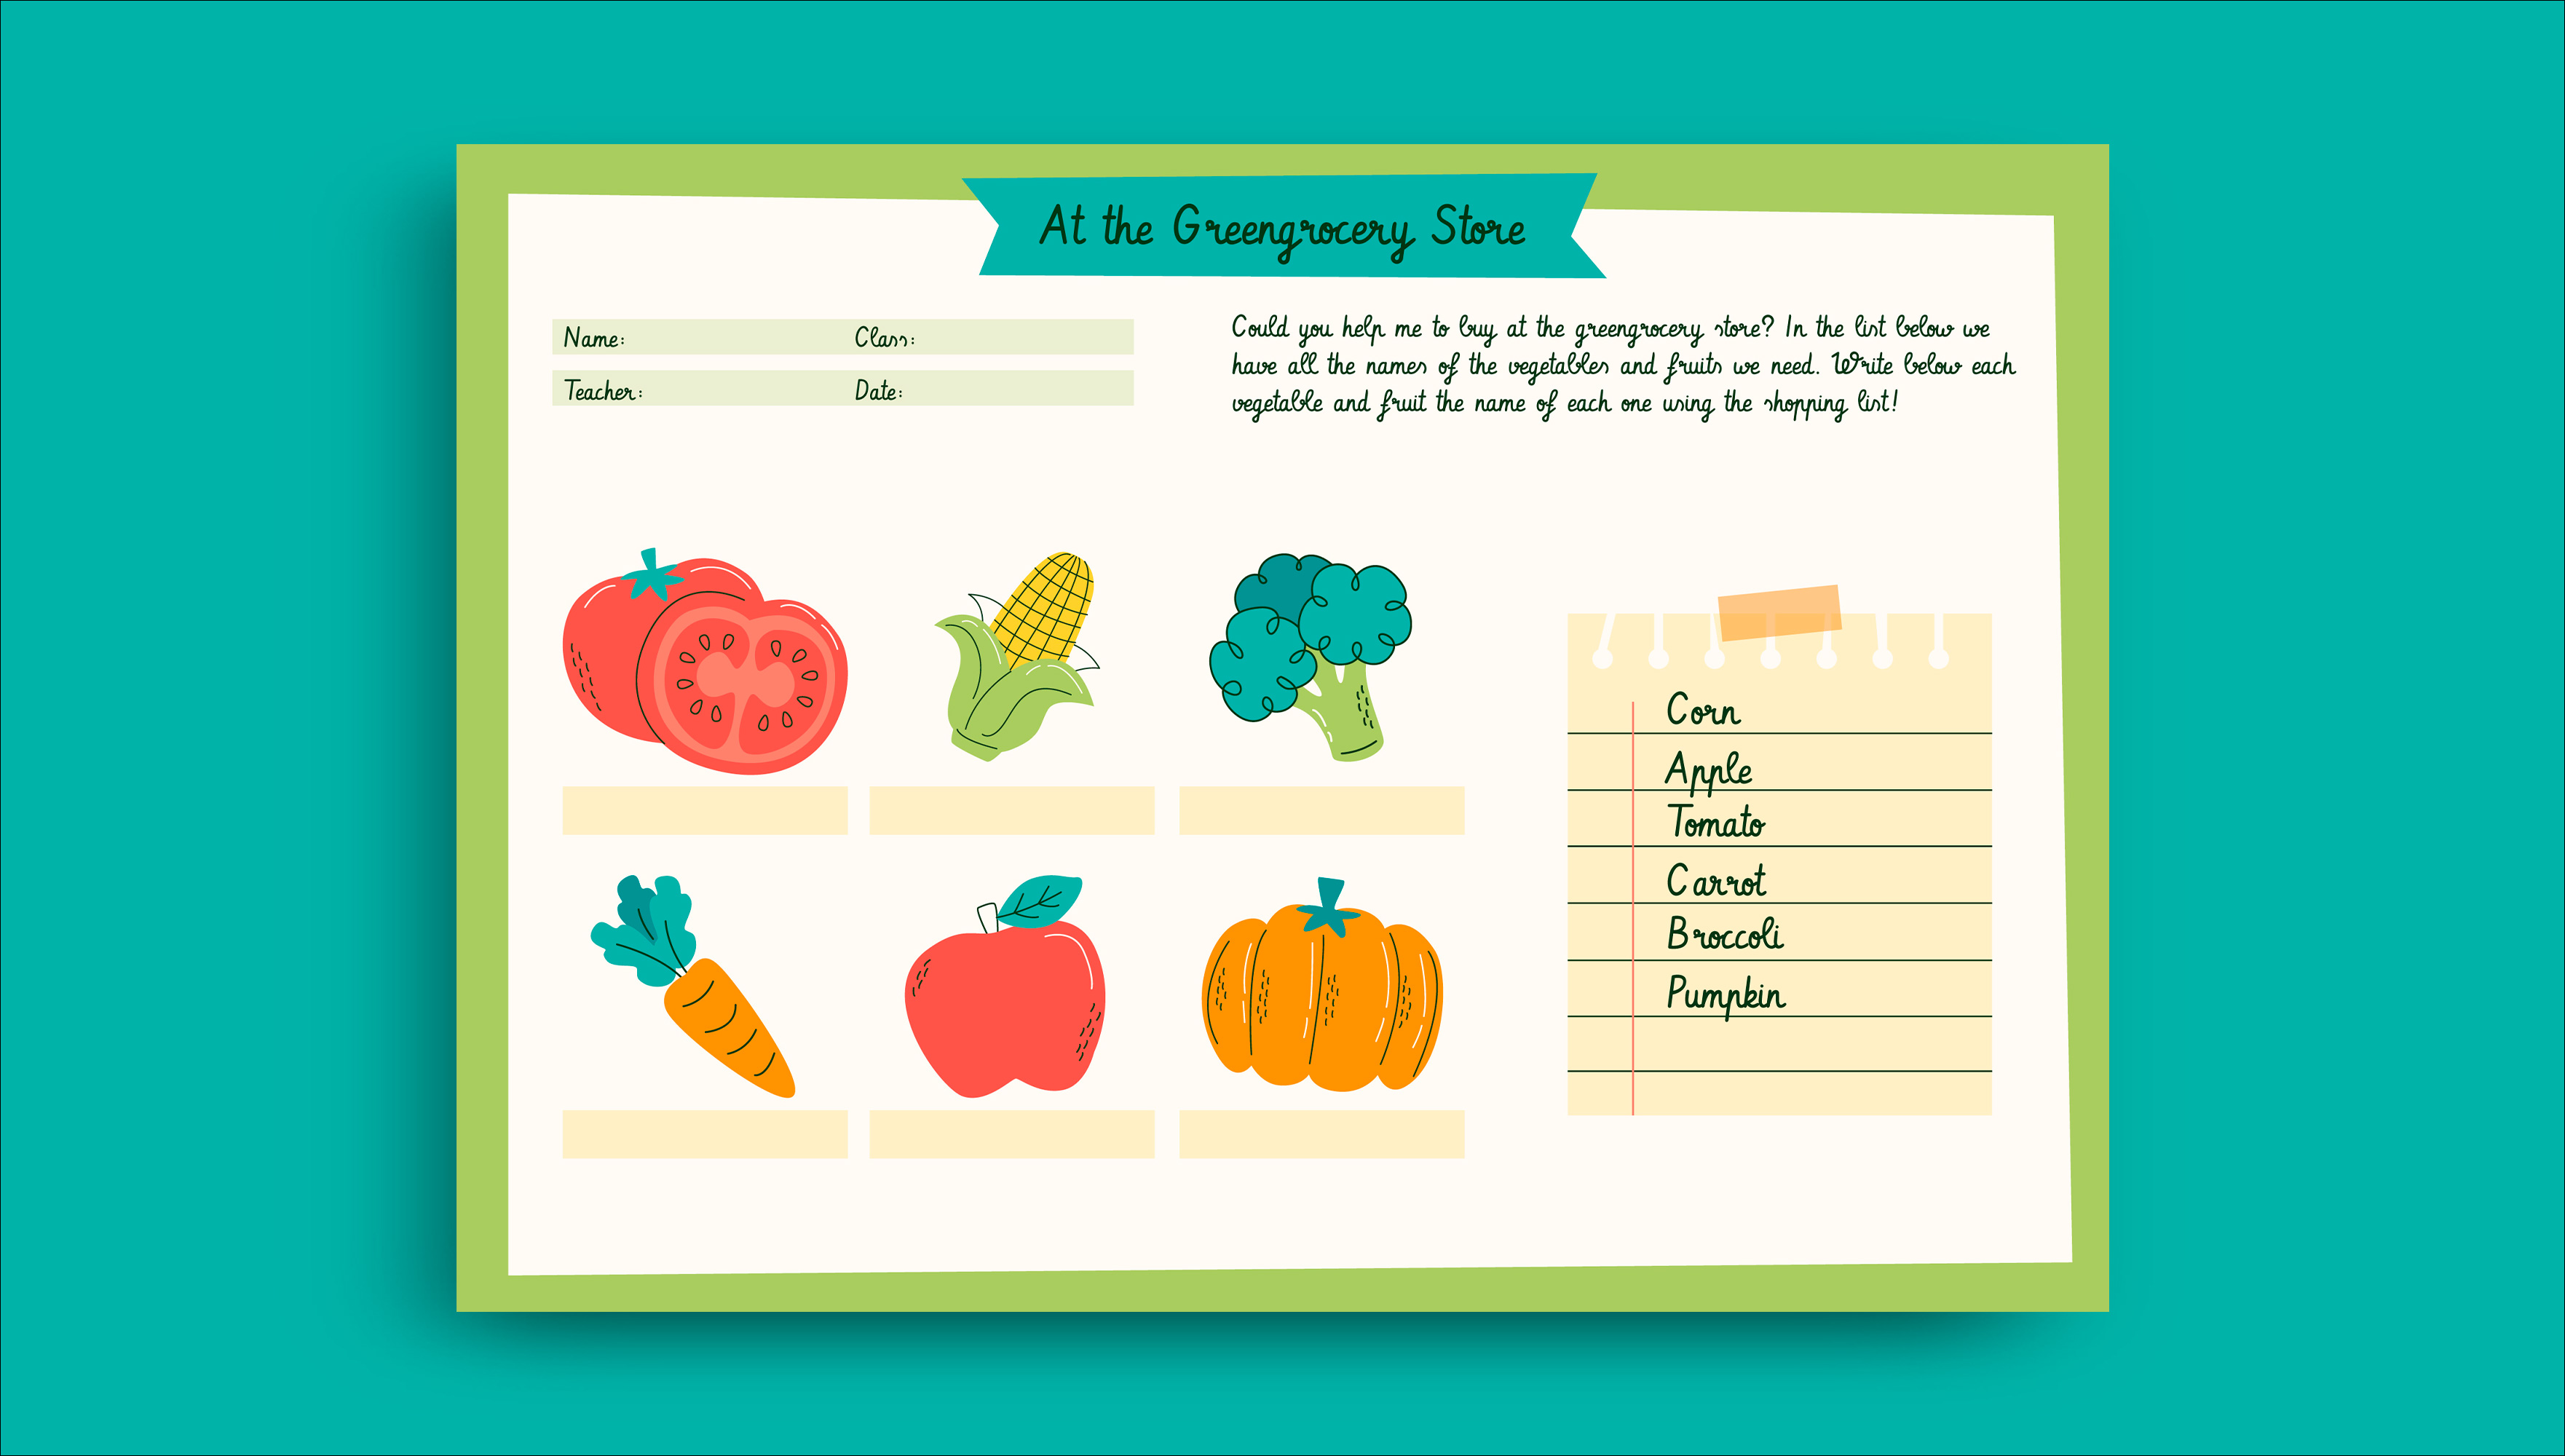 At the Greengrocery Store
Name: Class:
Teacher: Date:
Could you help me to buy at the greengrocery store? In the list below we
have all the names of the vegetables and fruits we need. Write below each
vegetable and fruit the name of each one using the shopping list!
Corn
Apple
Tomato
Carrot
Broccoli
Pumpkin